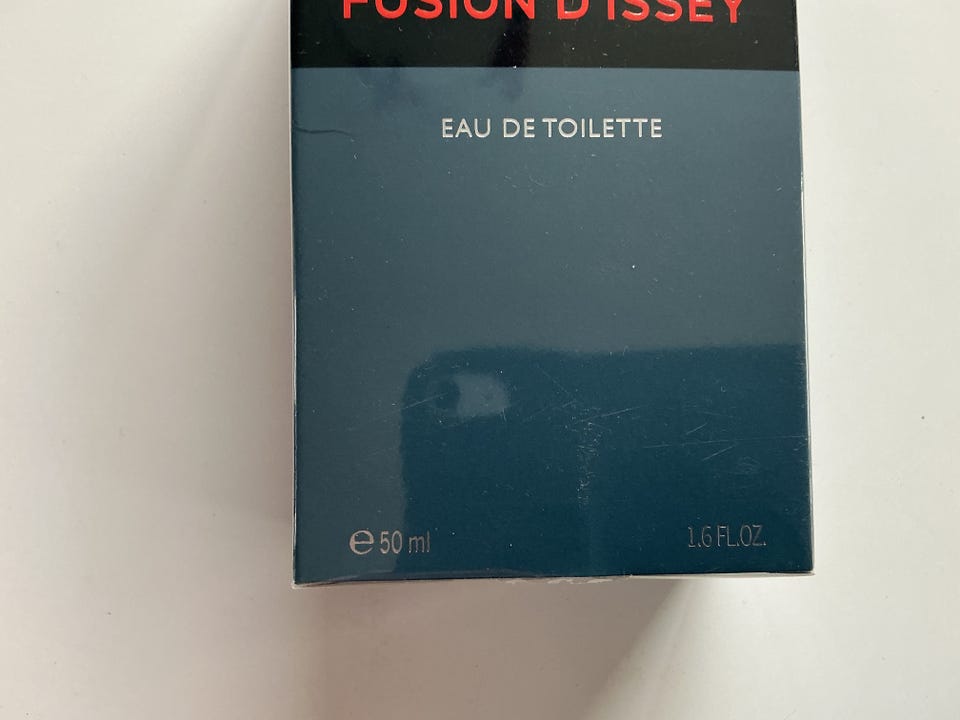 FUSION D'ISSEY
EAU DE TOILETTE
℮ 50 ml 1.6 FL.OZ.